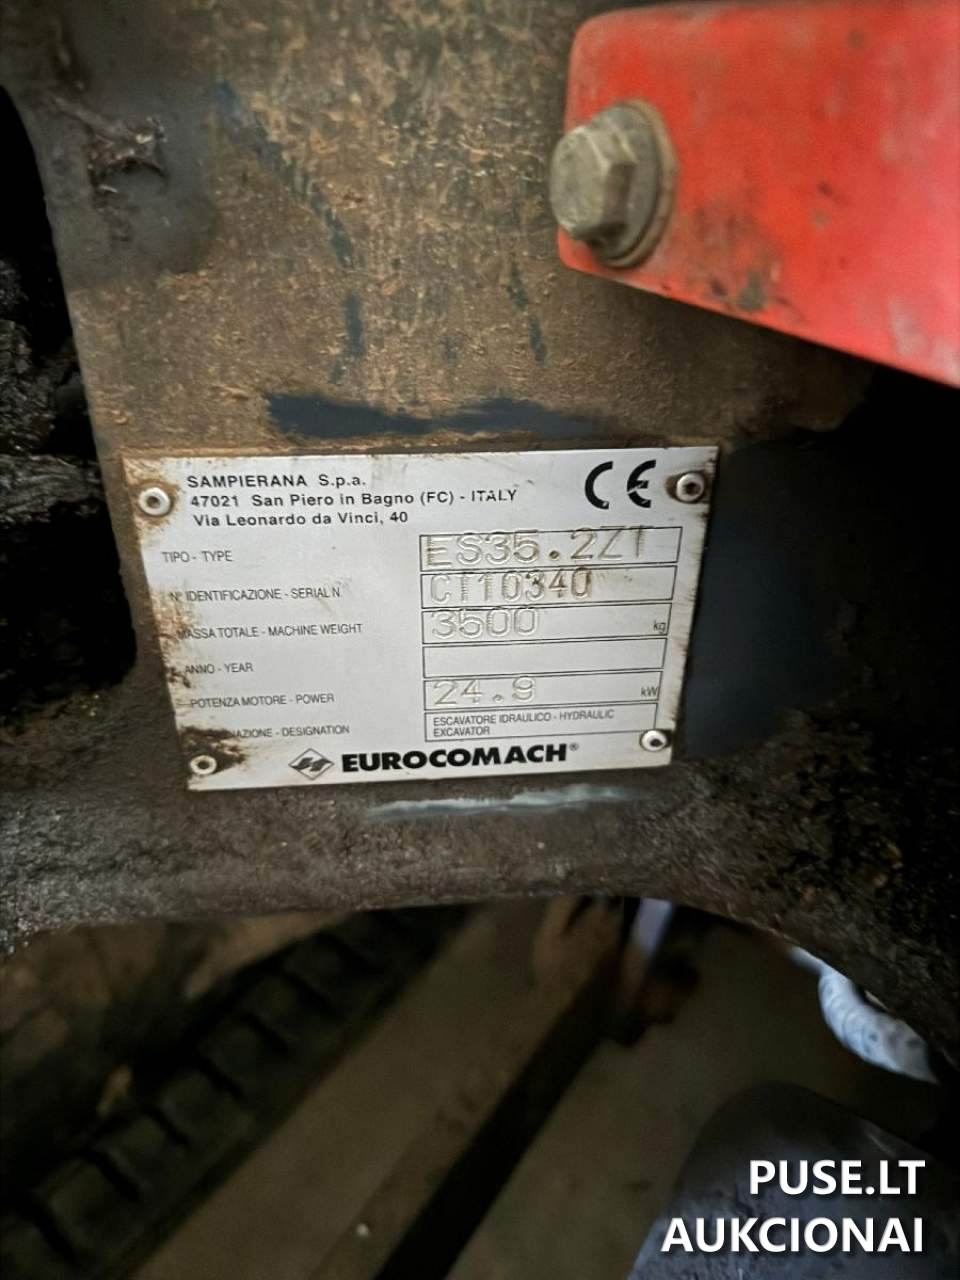 SAMPIERANA S.p.a.
47021 San Piero in Bagno (FC) - ITALY
Via Leonardo da Vinci, 40
CE
TIPO - TYPE ES35.2ZT
N° IDENTIFICAZIONE - SERIAL N. CT10340
MASSA TOTALE - MACHINE WEIGHT 3500 kg
ANNO - YEAR
POTENZA MOTORE - POWER 24.9 kW
- DESIGNATION ESCAVATORE IDRAULICO - HYDRAULIC
EXCAVATOR
EUROCOMACH®
PUSE.LT
AUKCIONAI